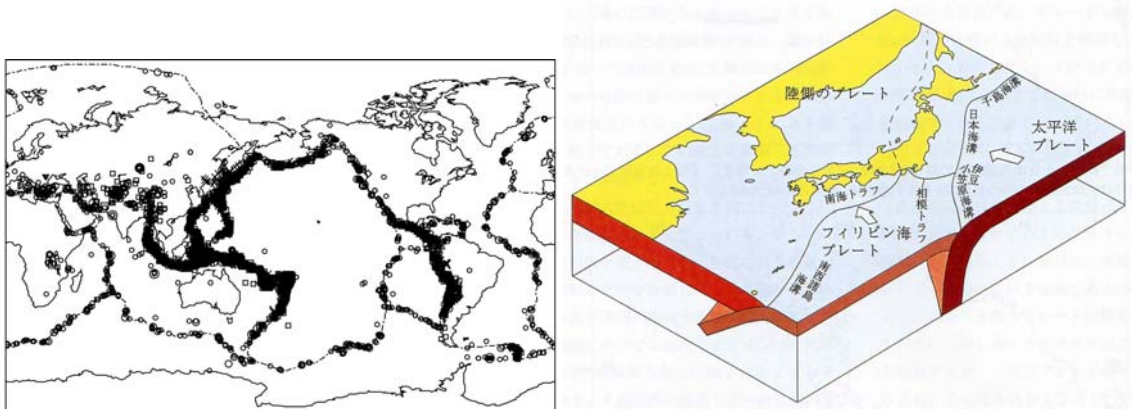 陸側のプレート
千島海溝
日本海溝
太平洋
プレート
伊豆・
小笠原海溝
相模トラフ
南海トラフ
フィリピン海
プレート
南西諸島
海溝